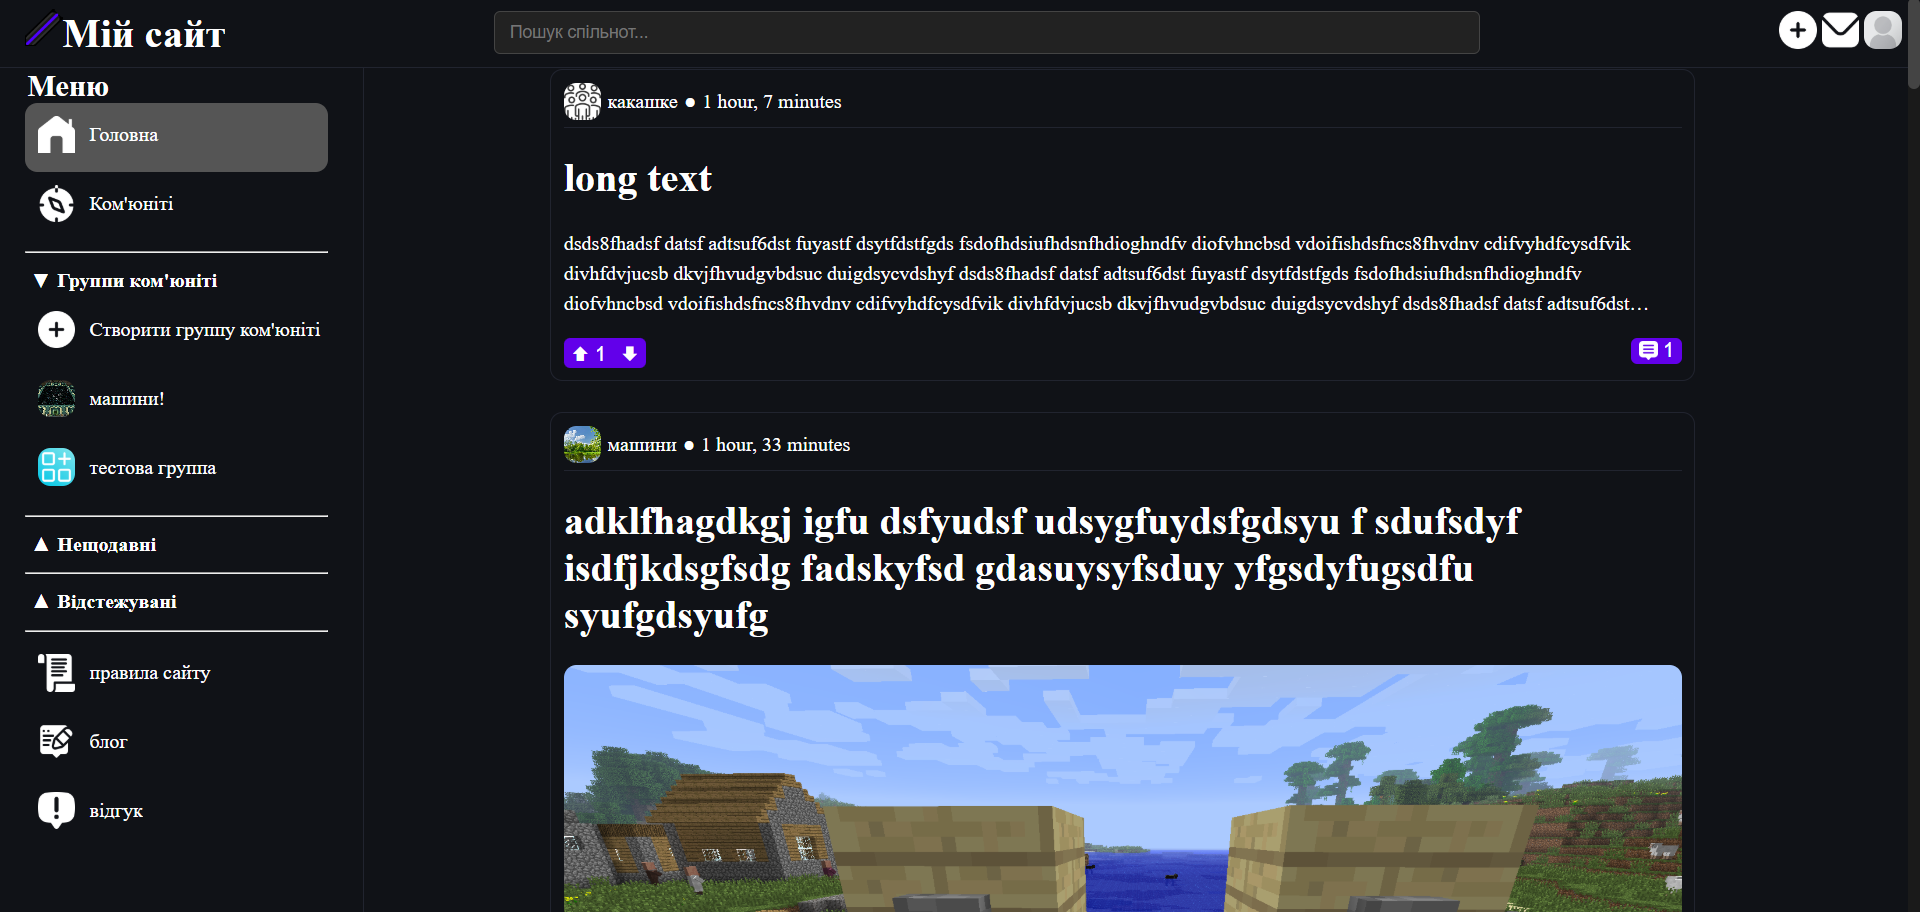 Мій сайт
Пошук спільнот...
Меню
Головна
Ком'юніті
▼ Группи ком'юніті
Створити группу ком'юніті
машини!
тестова группа
▲ Нещодавні
▲ Відстежувані
правила сайту
блог
відгук
какашке ● 1 hour, 7 minutes
long text
dsds8fhadsf datsf adtsuf6dst fuyastf dsytfdstfgds fsdofhdsiufhdsnfhdioghndfv diofvhncbsd vdoifishdsfncs8fhvdnv cdifvyhdfcysdfvik
divhfdvjucsb dkvjfhvudgvbdsuc duigdsycvdshyf dsds8fhadsf datsf adtsuf6dst fuyastf dsytfdstfgds fsdofhdsiufhdsnfhdioghndfv
diofvhncbsd vdoifishdsfncs8fhvdnv cdifvyhdfcysdfvik divhfdvjucsb dkvjfhvudgvbdsuc duigdsycvdshyf dsds8fhadsf datsf adtsuf6dst…
1
1
машини ● 1 hour, 33 minutes
adklfhagdkgj igfu dsfyudsf udsygfuydsfgdsyu f sdufsdyf
isdfjkdsgfsdg fadskyfsd gdasuysyfsduy yfgsdyfugsdfu
syufgdsyufg